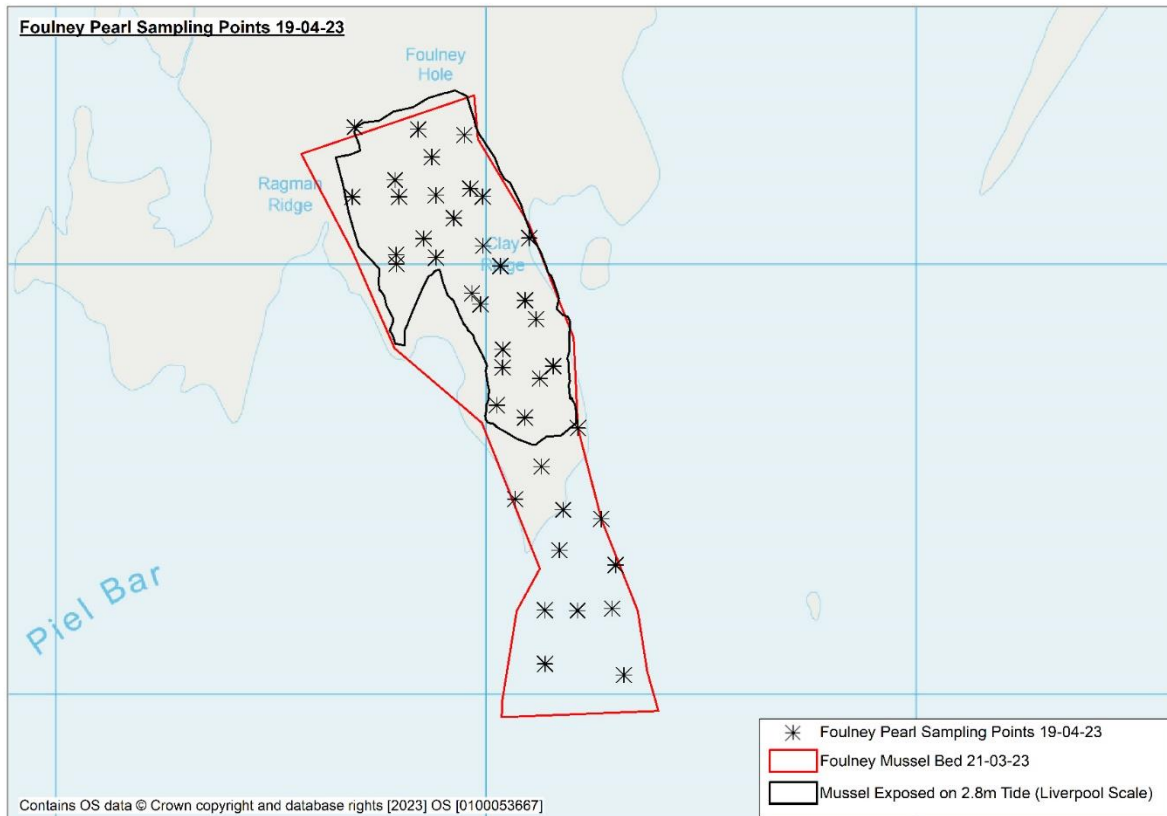 Foulney Pearl Sampling Points 19-04-23
Foulney
Hole
Ragman
Ridge
Clay
Ridge
Piel Bar
Foulney Pearl Sampling Points 19-04-23
Foulney Mussel Bed 21-03-23
Mussel Exposed on 2.8m Tide (Liverpool Scale)
Contains OS data © Crown copyright and database rights [2023] OS [0100053667]